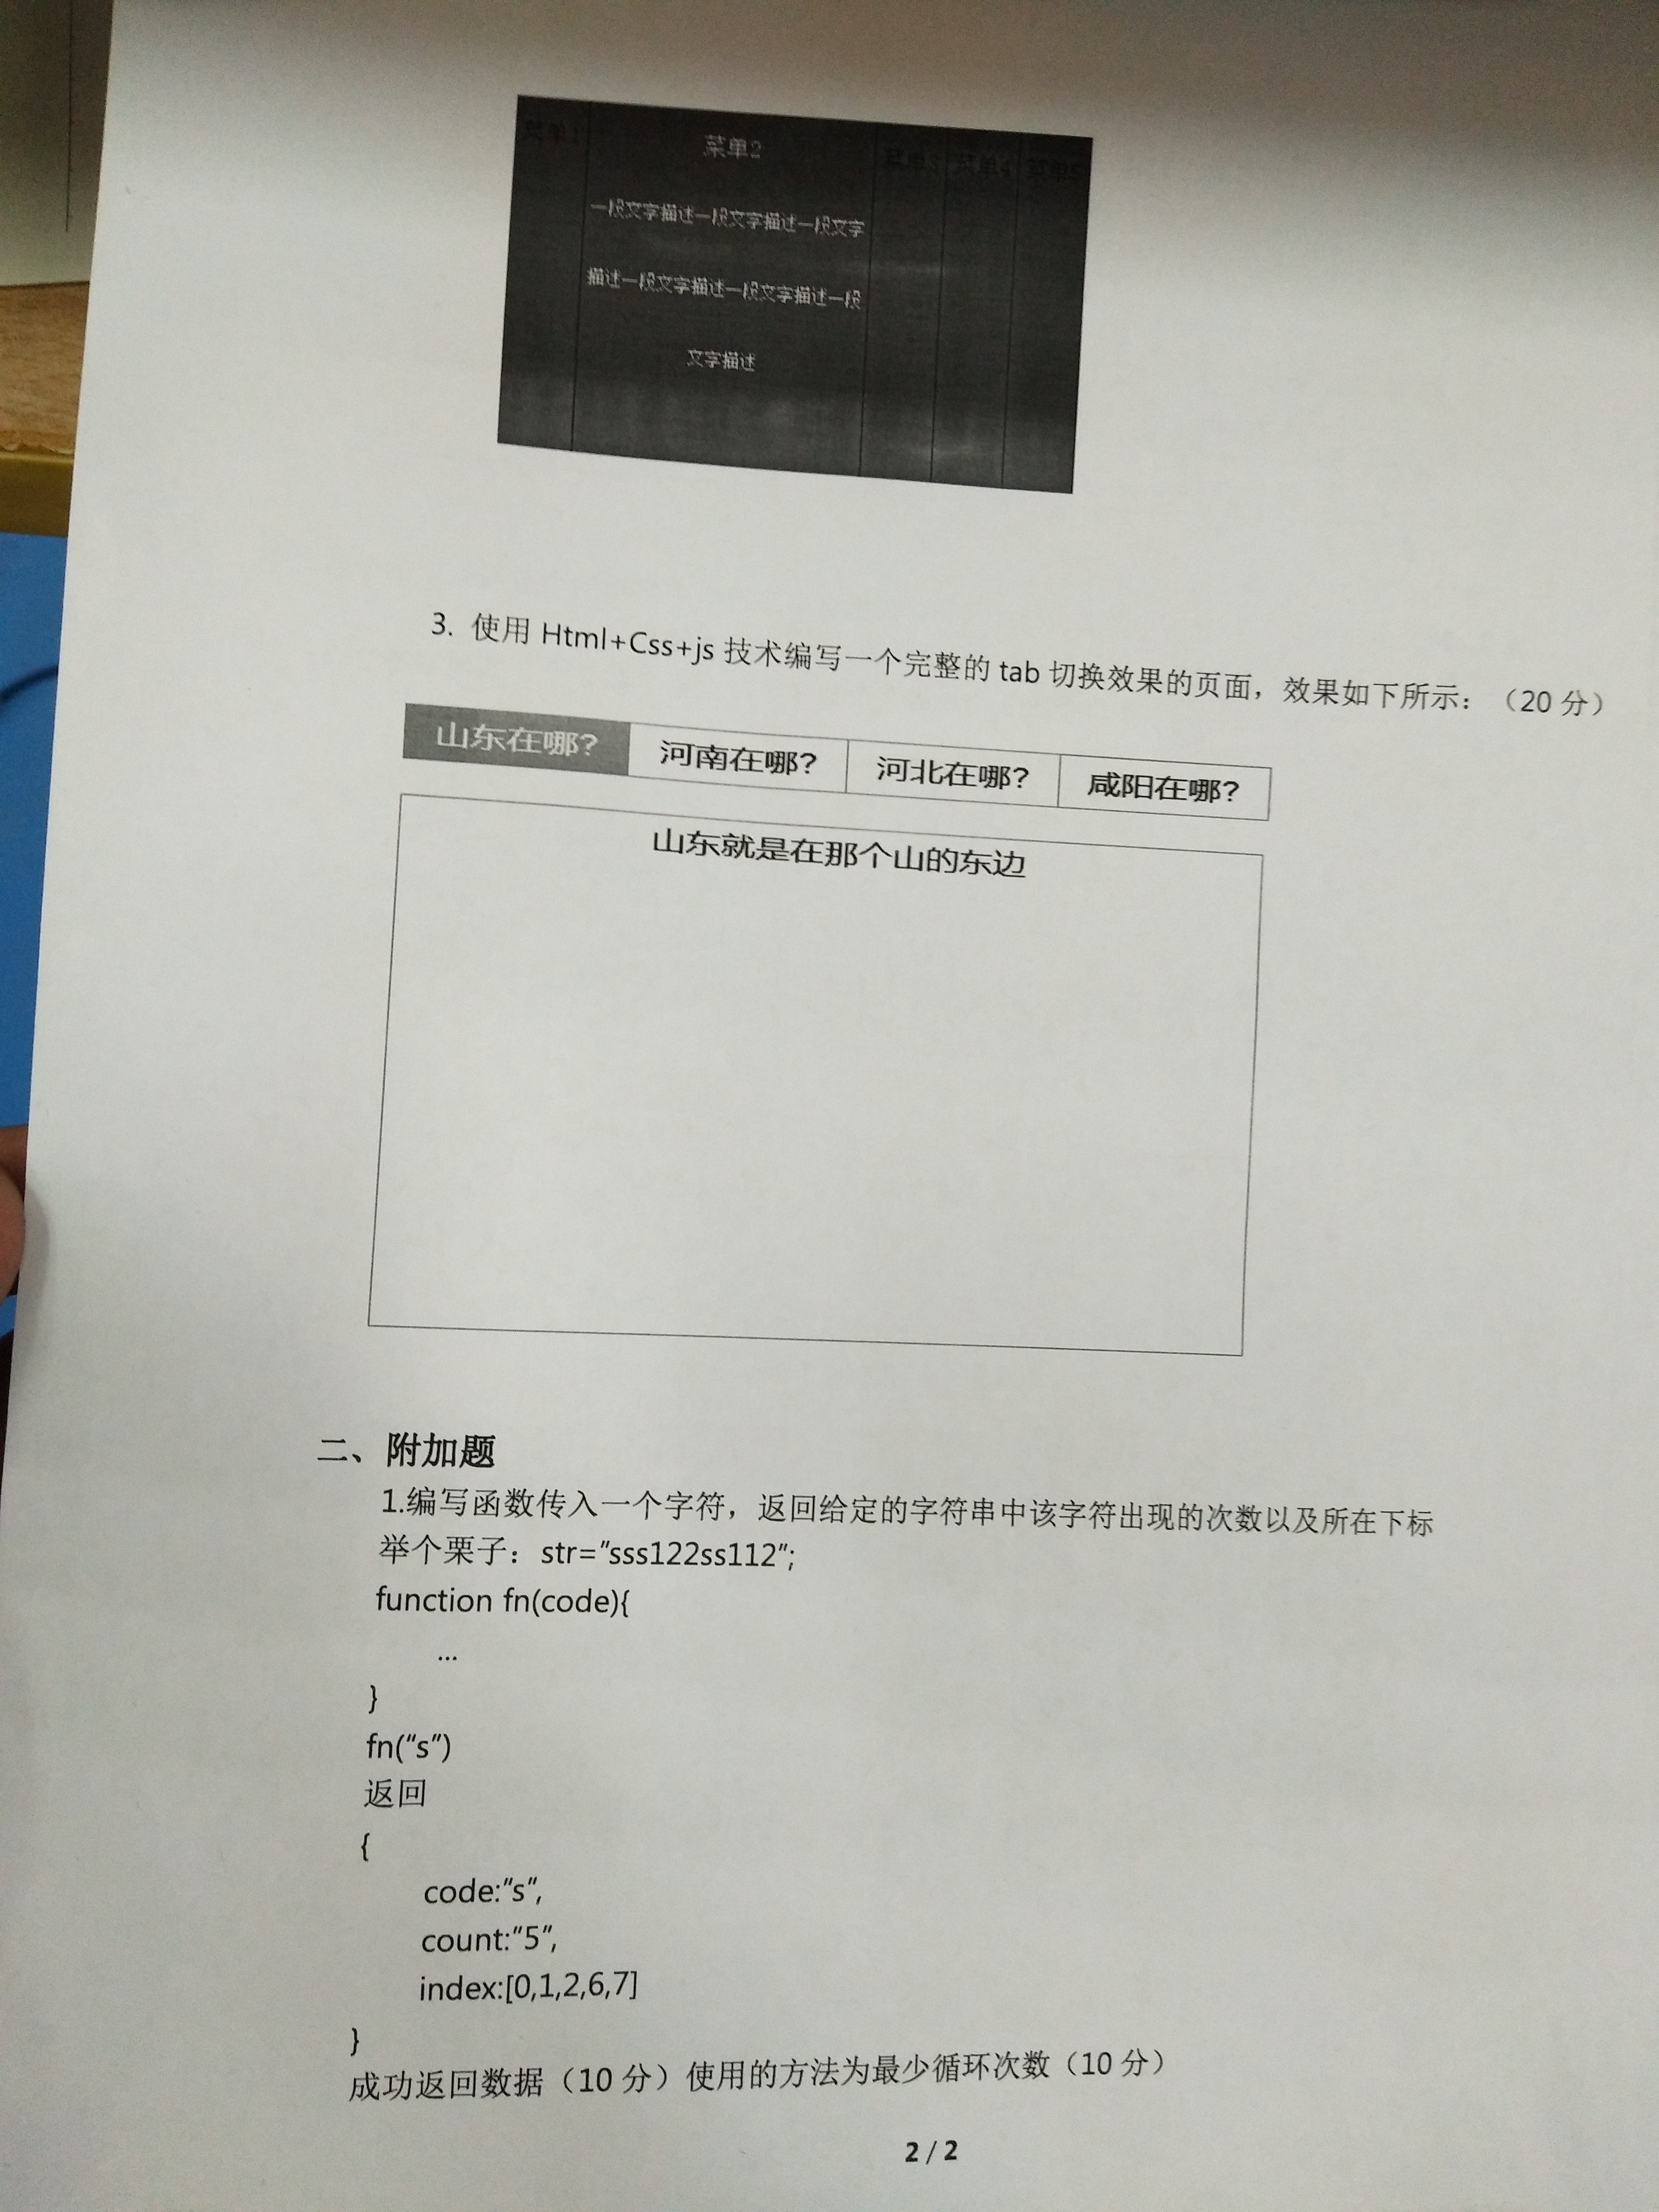 菜单1 菜单2 菜单3 菜单4 菜单5
一段文字描述一段文字描述一段文字
描述一段文字描述一段文字描述一段
文字描述
3. 使用 Html+Css+js 技术编写一个完整的 tab 切换效果的页面，效果如下所示：（20 分）
山东在哪? 河南在哪? 河北在哪? 咸阳在哪?
山东就是在那个山的东边
二、附加题
1.编写函数传入一个字符，返回给定的字符串中该字符出现的次数以及所在下标
举个栗子：str="sss122ss112";
function fn(code){
...
}
fn("s")
返回
{
code:"s",
count:"5",
index:[0,1,2,6,7]
}
成功返回数据（10 分）使用的方法为最少循环次数（10 分）
2 / 2